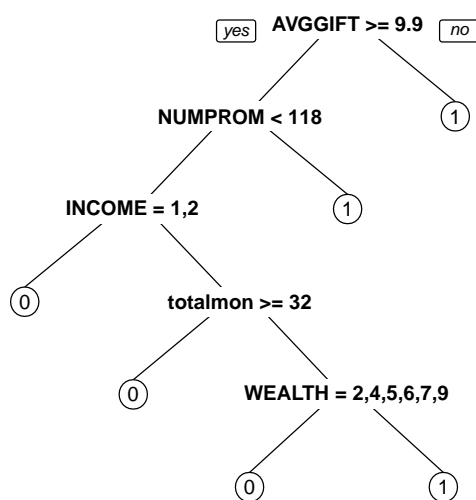 yes AVGGIFT >= 9.9 no
NUMPROM < 118 1
INCOME = 1,2 1
0 totalmon >= 32
0 WEALTH = 2,4,5,6,7,9
0 1